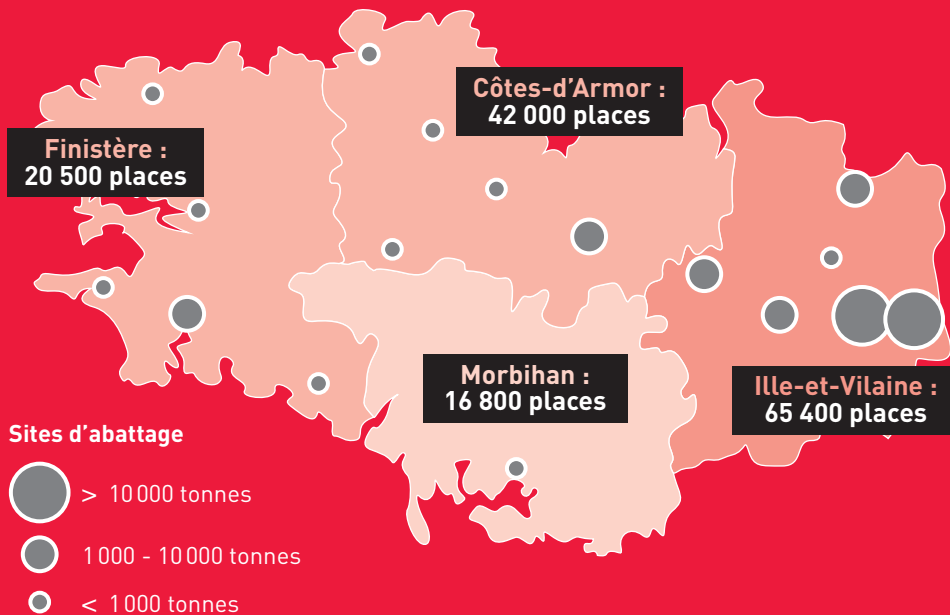 Côtes-d'Armor :
42 000 places
Finistère :
20 500 places
Morbihan :
16 800 places
Ille-et-Vilaine :
65 400 places
Sites d'abattage
> 10 000 tonnes
1 000 - 10 000 tonnes
< 1 000 tonnes